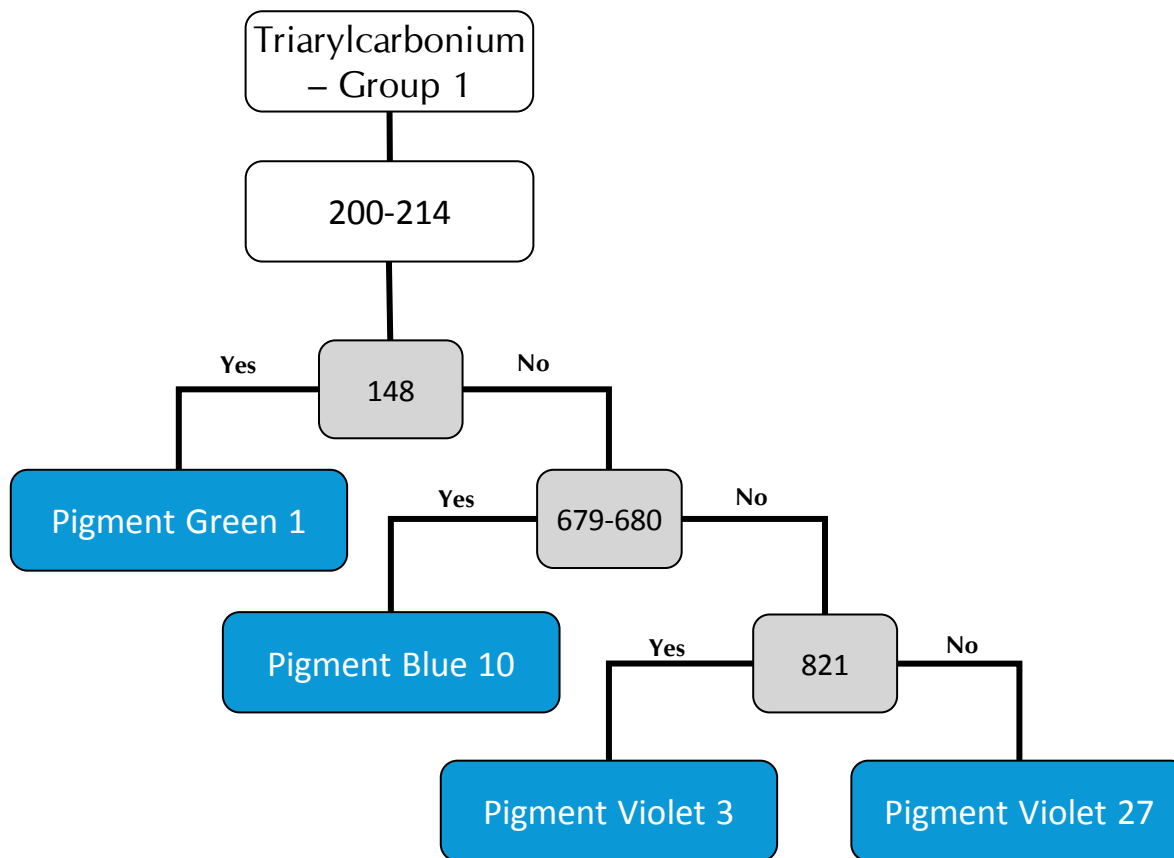 Triarylcarbonium
– Group 1
200-214
Yes
148
No
Pigment Green 1
Yes
679-680
No
Pigment Blue 10
Yes
821
No
Pigment Violet 3
Pigment Violet 27